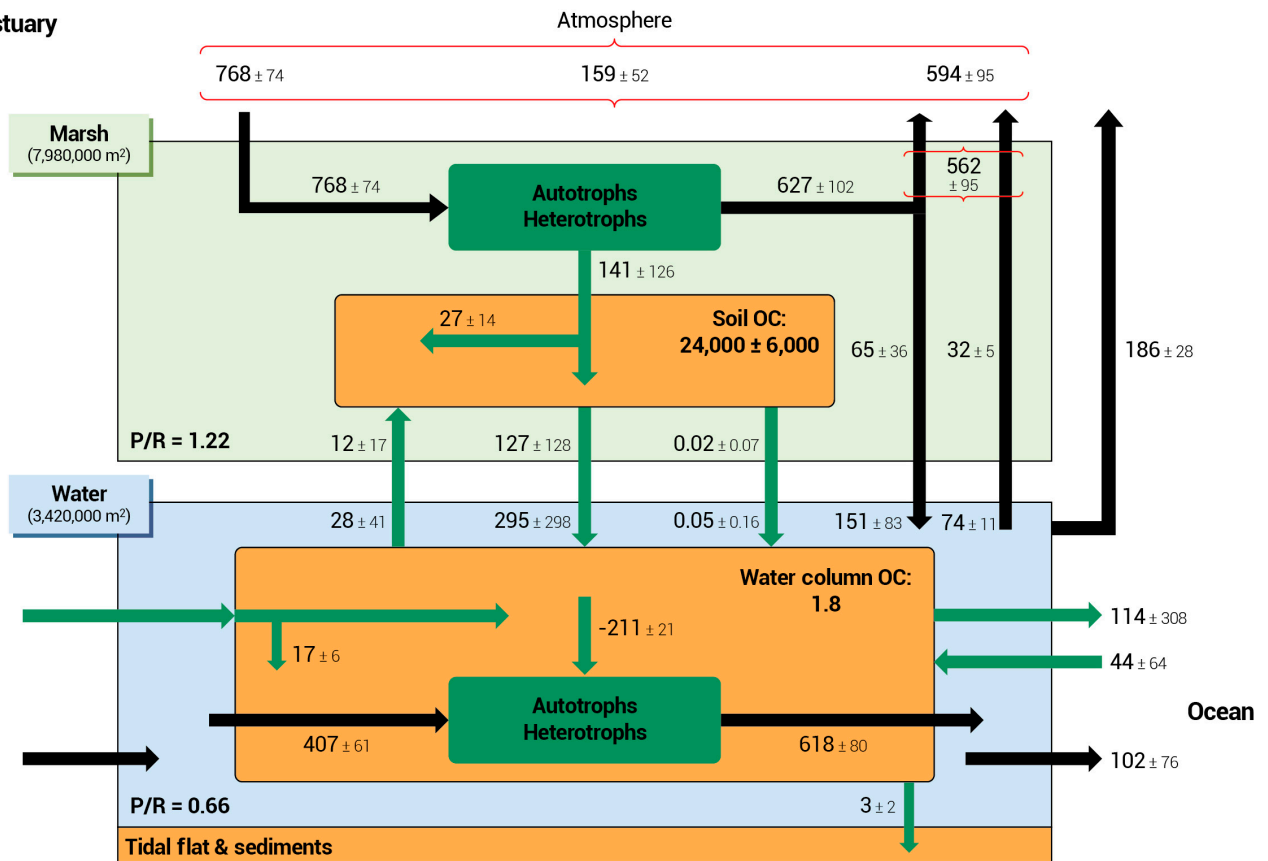 stuary
Atmosphere
768 ± 74
159 ± 52
594 ± 95
Marsh
(7,980,000 m²)
562
± 95
768 ± 74
Autotrophs
Heterotrophs
627 ± 102
141 ± 126
27 ± 14
Soil OC:
24,000 ± 6,000
65 ± 36
32 ± 5
186 ± 28
P/R = 1.22
12 ± 17
127 ± 128
0.02 ± 0.07
Water
(3,420,000 m²)
28 ± 41
295 ± 298
0.05 ± 0.16
151 ± 83
74 ± 11
Water column OC:
1.8
114 ± 308
-211 ± 21
17 ± 6
44 ± 64
Autotrophs
Heterotrophs
Ocean
407 ± 61
618 ± 80
102 ± 76
P/R = 0.66
3 ± 2
Tidal flat & sediments